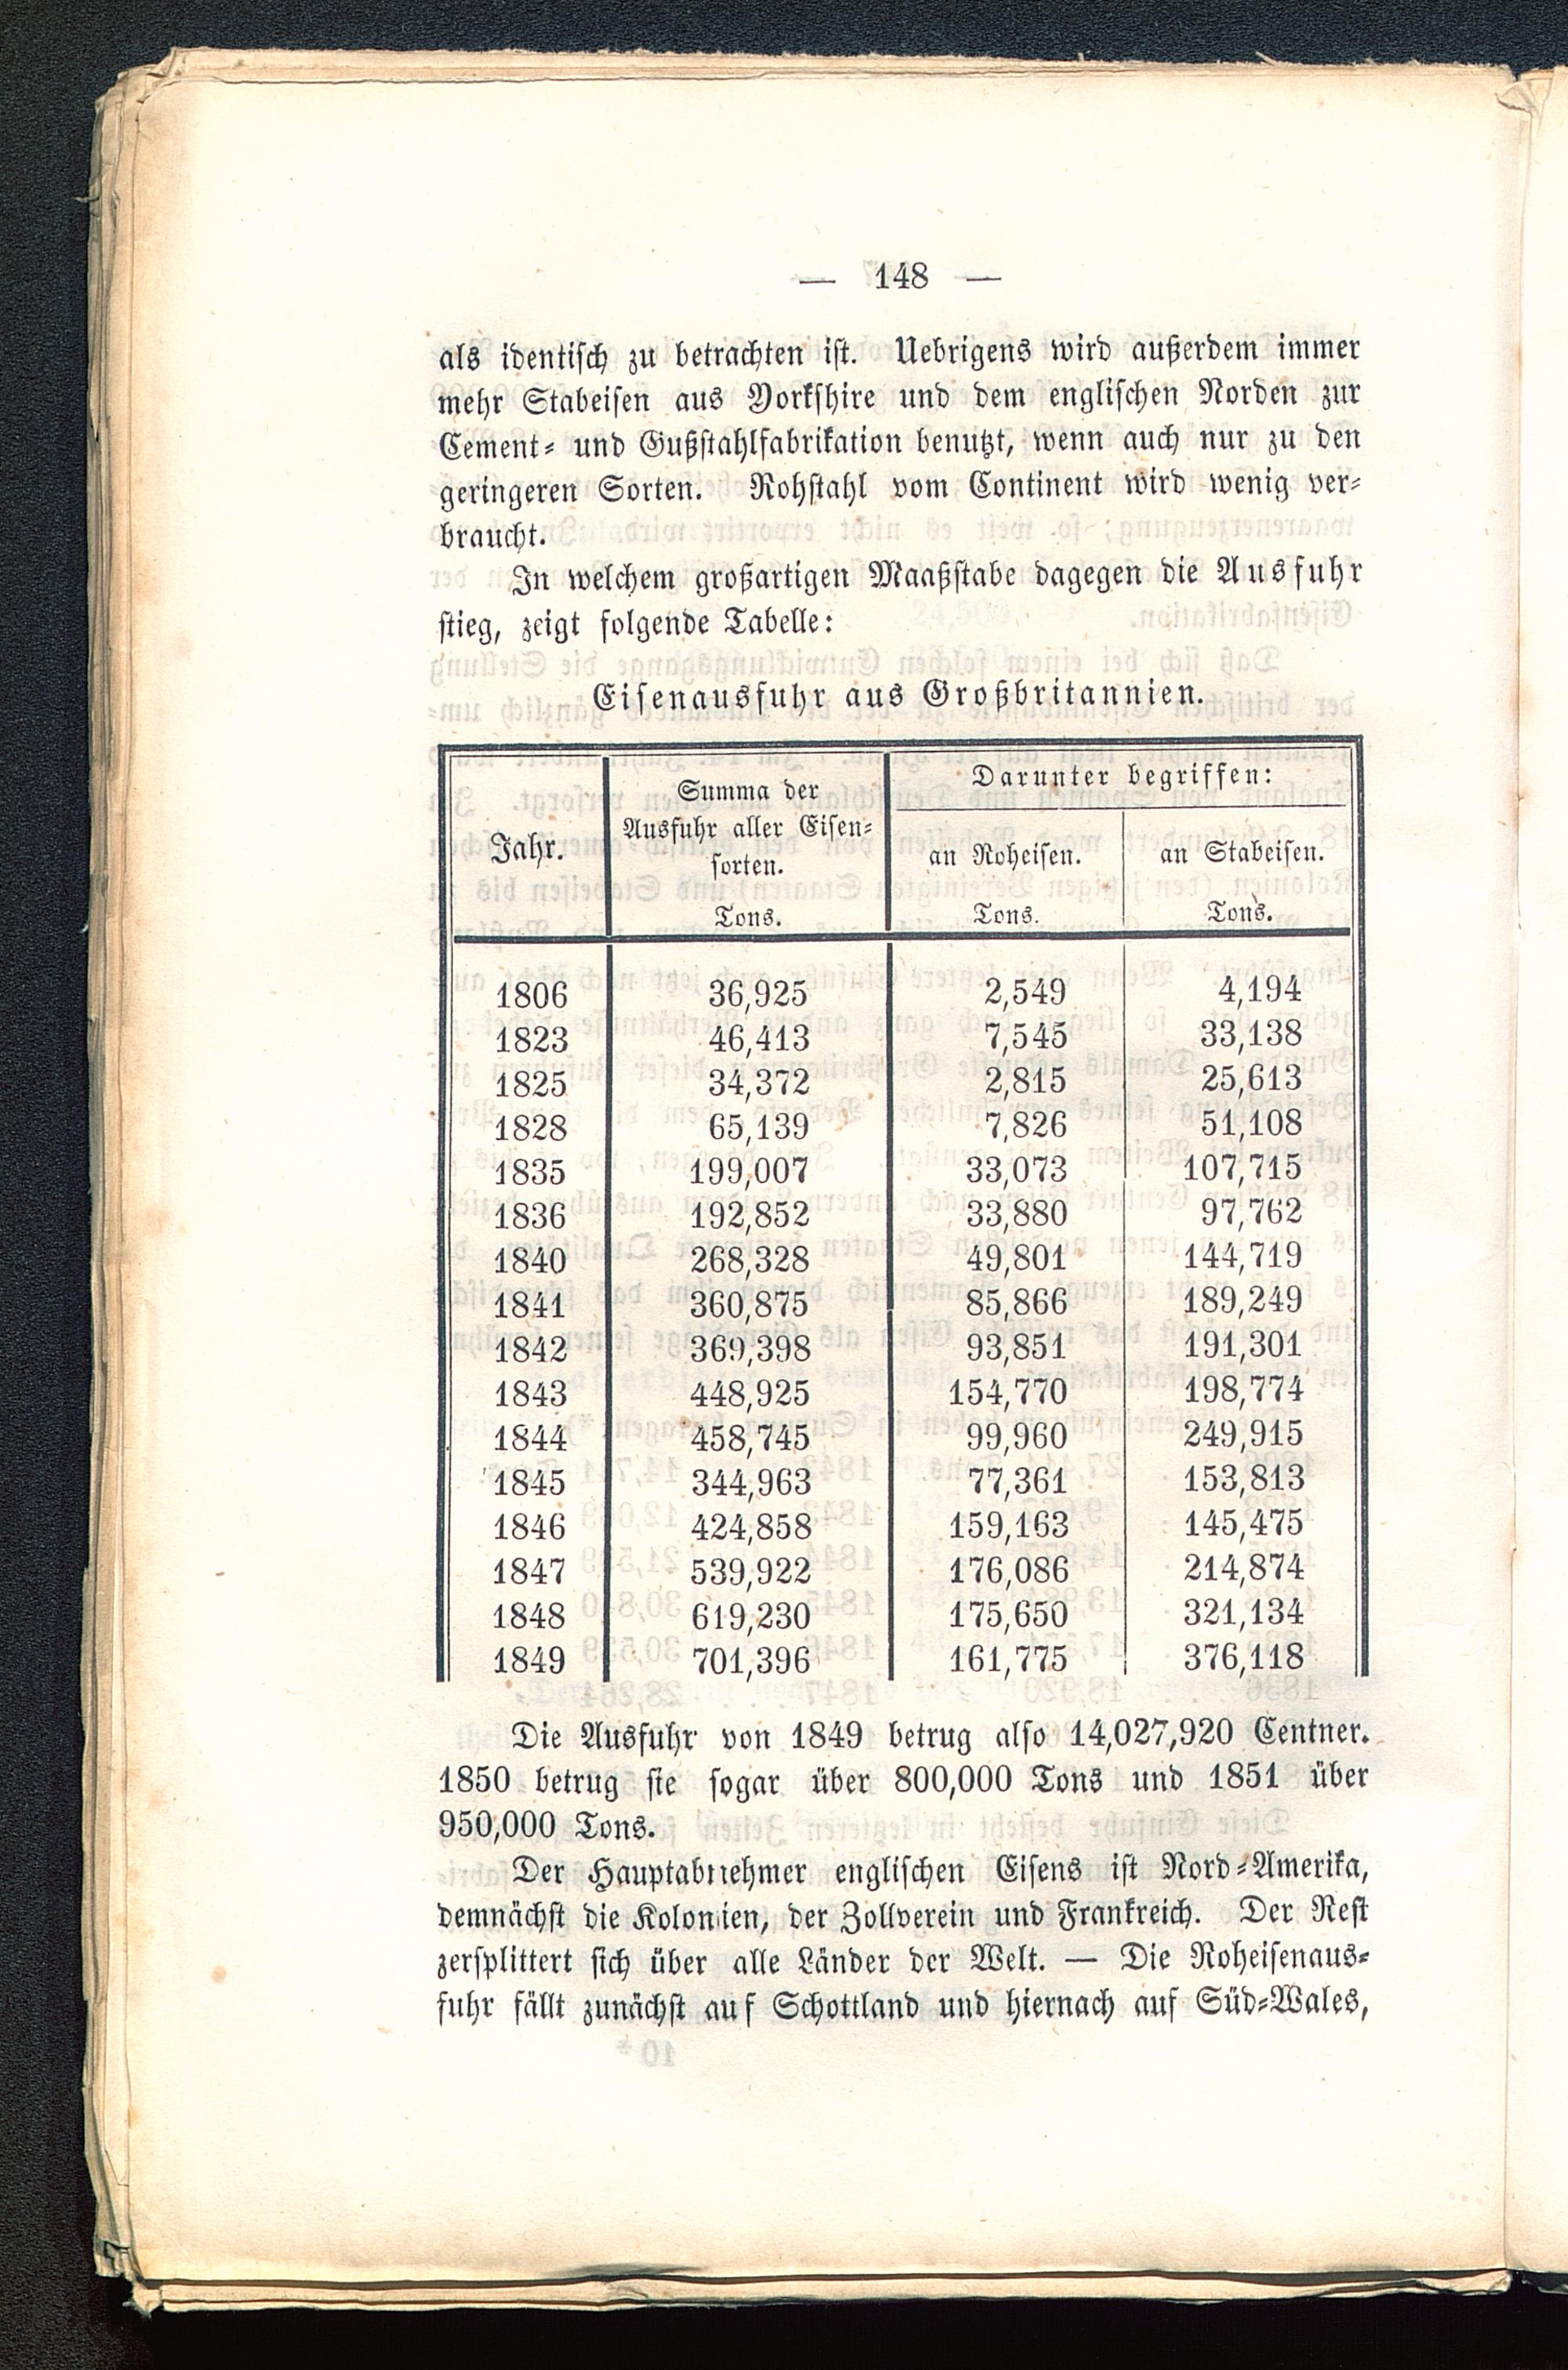 — 148 —
als identisch zu betrachten ist. Uebrigens wird außerdem immer
mehr Stabeisen aus Yorkshire und dem englischen Norden zur
Cement- und Gußstahlfabrikation benutzt, wenn auch nur zu den
geringeren Sorten. Rohstahl vom Continent wird wenig ver-
braucht.
In welchem großartigen Maaßstabe dagegen die Ausfuhr
stieg, zeigt folgende Tabelle:
Eisenausfuhr aus Großbritannien.
Jahr. Summa der Ausfuhr aller Eisen-sorten. Tons. Darunter begriffen: an Roheisen. Tons. an Stabeisen. Tons.
1806 36,925 2,549 4,194
1823 46,413 7,545 33,138
1825 34,372 2,815 25,613
1828 65,139 7,826 51,108
1835 199,007 33,073 107,715
1836 192,852 33,880 97,762
1840 268,328 49,801 144,719
1841 360,875 85,866 189,249
1842 369,398 93,851 191,301
1843 448,925 154,770 198,774
1844 458,745 99,960 249,915
1845 344,963 77,361 153,813
1846 424,858 159,163 145,475
1847 539,922 176,086 214,874
1848 619,230 175,650 321,134
1849 701,396 161,775 376,118
Die Ausfuhr von 1849 betrug also 14,027,920 Centner.
1850 betrug sie sogar über 800,000 Tons und 1851 über
950,000 Tons.
Der Hauptabnehmer englischen Eisens ist Nord-Amerika,
demnächst die Kolonien, der Zollverein und Frankreich. Der Rest
zersplittert sich über alle Länder der Welt. — Die Roheisenaus-
fuhr fällt zunächst auf Schottland und hiernach auf Süd-Wales,